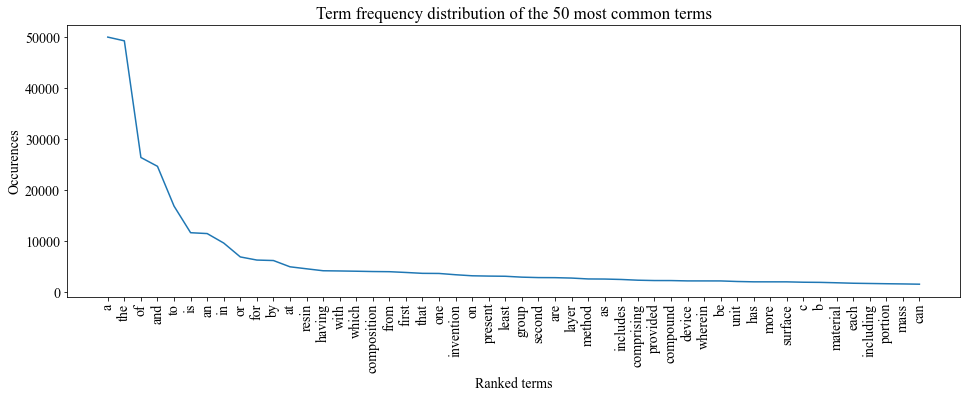 Term frequency distribution of the 50 most common terms
Occurences
50000
40000
30000
20000
10000
0
a
the
of
and
to
is
an
in
or
for
by
at
resin
having
with
which
composition
from
first
that
one
invention
on
present
least
group
second
are
layer
method
as
includes
comprising
provided
compound
device
wherein
be
unit
has
more
surface
c
b
material
each
including
portion
mass
can
Ranked terms